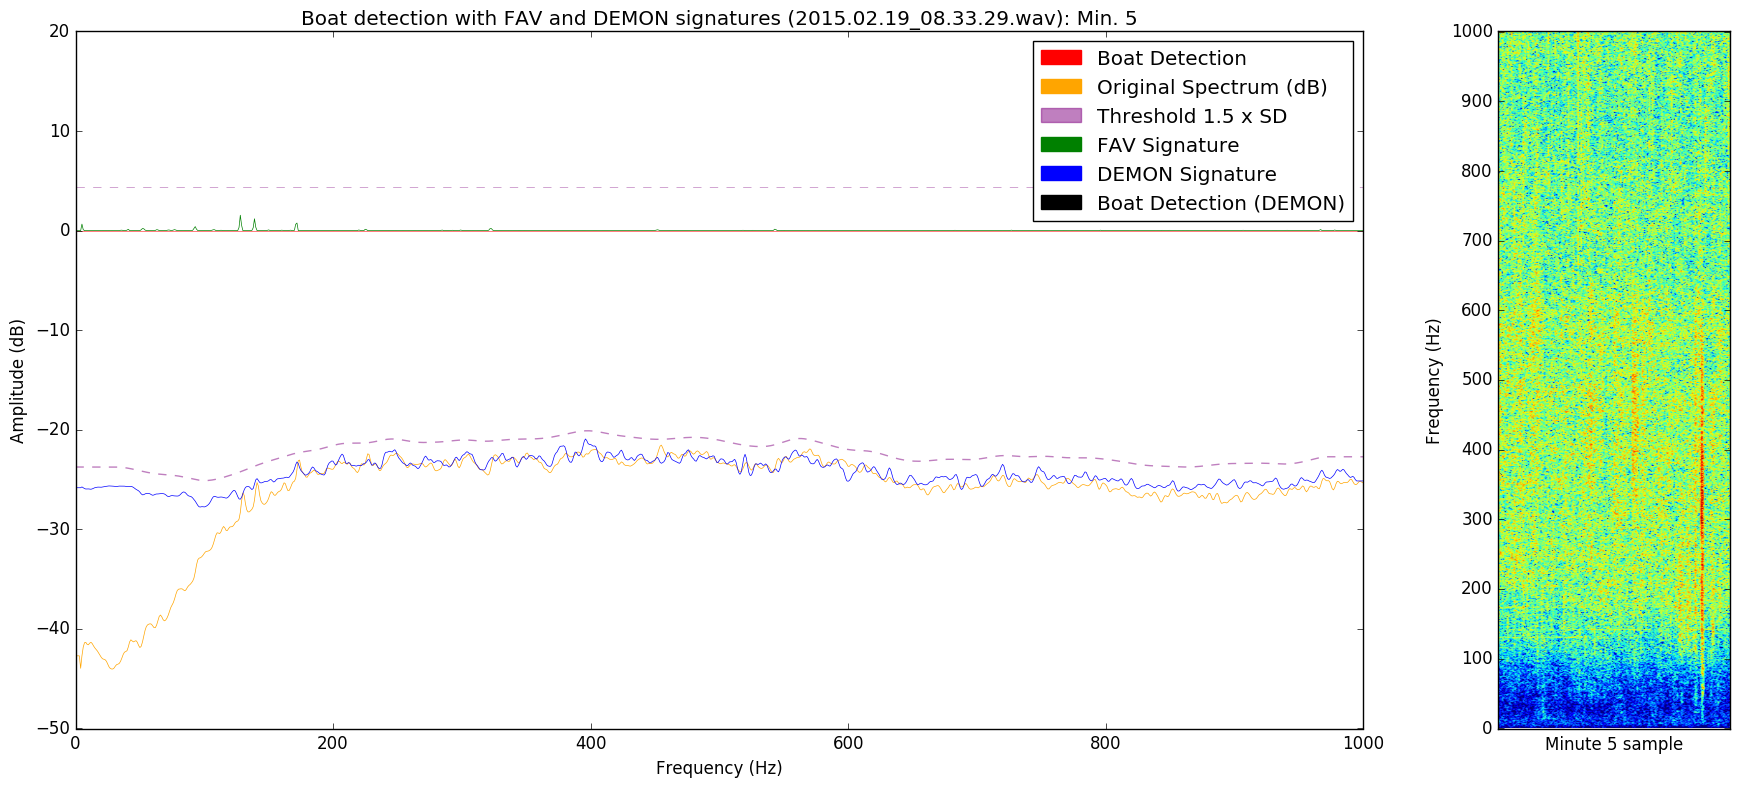 Boat detection with FAV and DEMON signatures (2015.02.19_08.33.29.wav): Min. 5
Boat Detection
Original Spectrum (dB)
Threshold 1.5 x SD
FAV Signature
DEMON Signature
Boat Detection (DEMON)
20
10
0
−10
−20
−30
−40
−50
Amplitude (dB)
0
200
400
600
800
1000
Frequency (Hz)
1000
900
800
700
600
500
400
300
200
100
0
Frequency (Hz)
Minute 5 sample